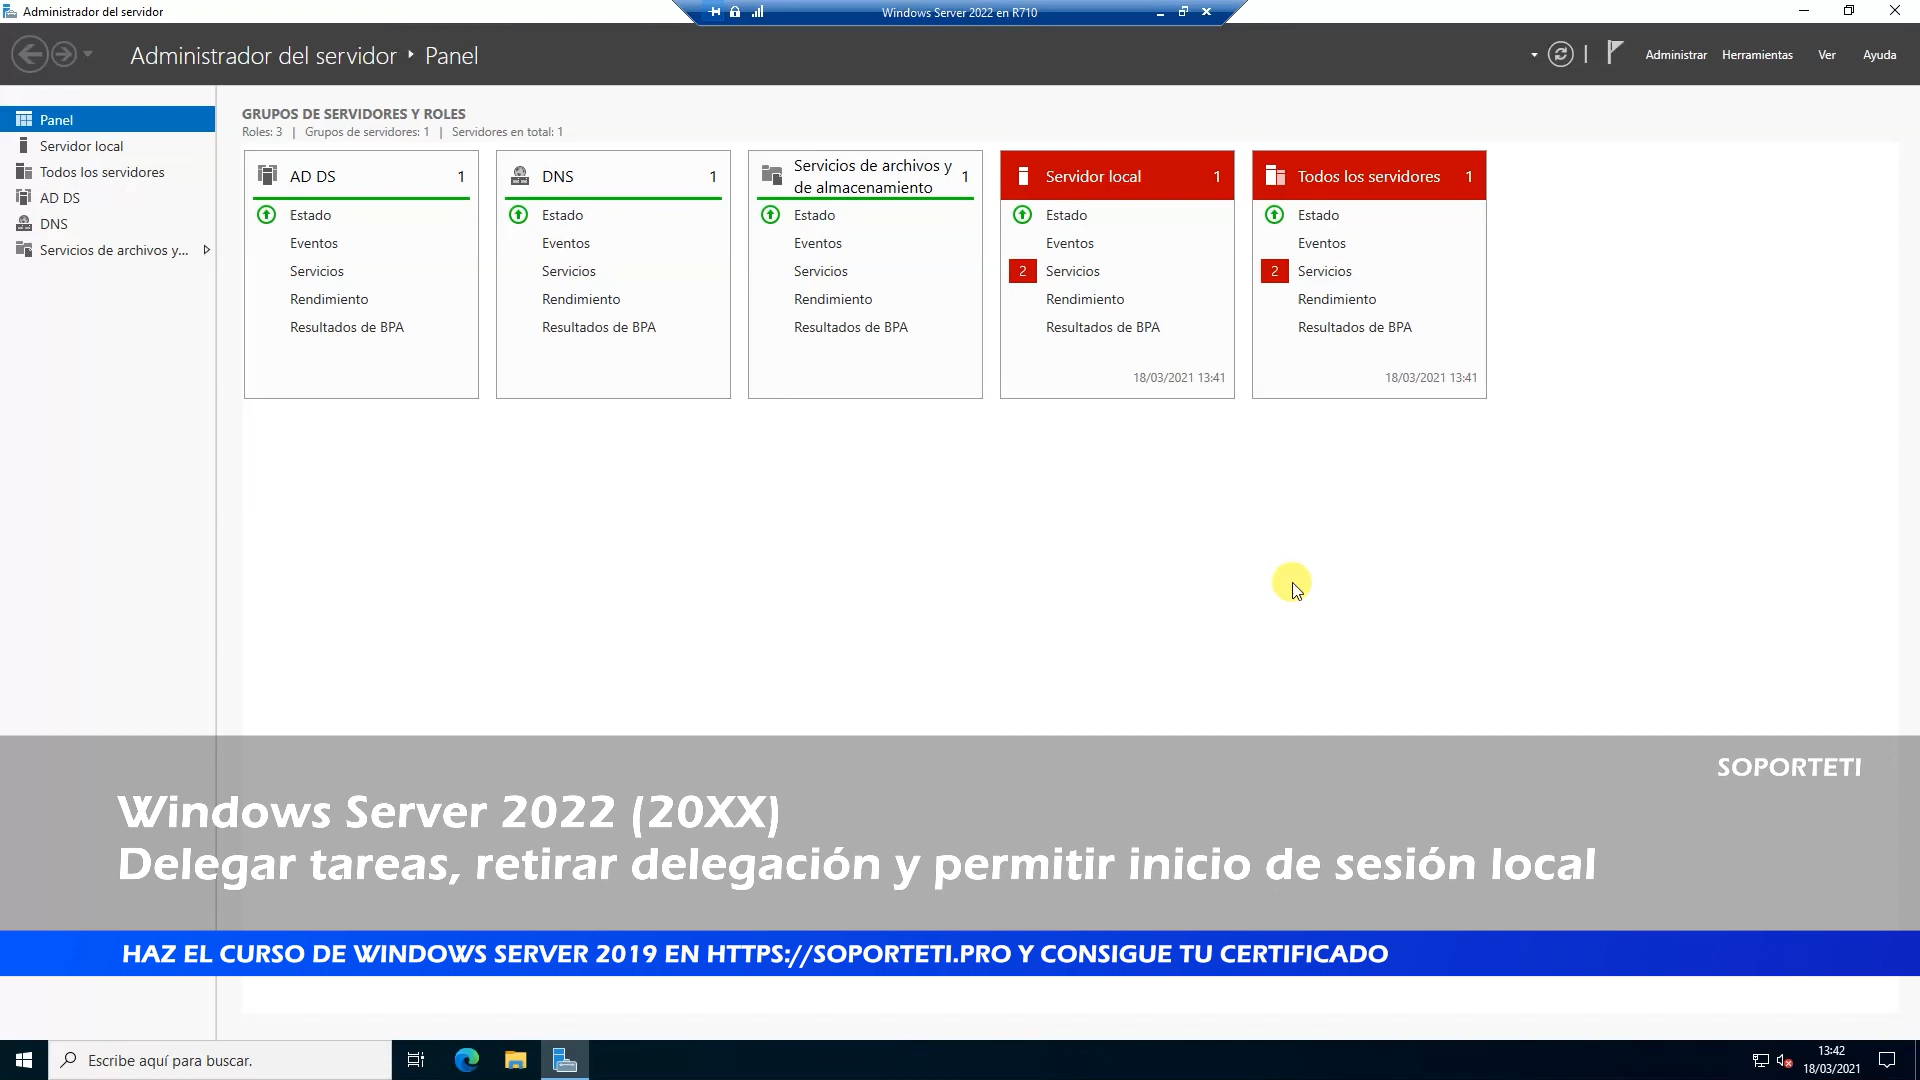 Administrador del servidor
Windows Server 2022 en R710
Administrador del servidor ‣ Panel
Administrar Herramientas Ver Ayuda
Panel
Servidor local
Todos los servidores
AD DS
DNS
Servicios de archivos y...
GRUPOS DE SERVIDORES Y ROLES
Roles: 3 | Grupos de servidores: 1 | Servidores en total: 1
AD DS 1
Estado
Eventos
Servicios
Rendimiento
Resultados de BPA
DNS 1
Estado
Eventos
Servicios
Rendimiento
Resultados de BPA
Servicios de archivos y
de almacenamiento 1
Estado
Eventos
Servicios
Rendimiento
Resultados de BPA
Servidor local 1
Estado
Eventos
2 Servicios
Rendimiento
Resultados de BPA
18/03/2021 13:41
Todos los servidores 1
Estado
Eventos
2 Servicios
Rendimiento
Resultados de BPA
18/03/2021 13:41
SOPORTETI
Windows Server 2022 (20XX)
Delegar tareas, retirar delegación y permitir inicio de sesión local
HAZ EL CURSO DE WINDOWS SERVER 2019 EN HTTPS://SOPORTETI.PRO Y CONSIGUE TU CERTIFICADO
Escribe aquí para buscar.
13:42
18/03/2021